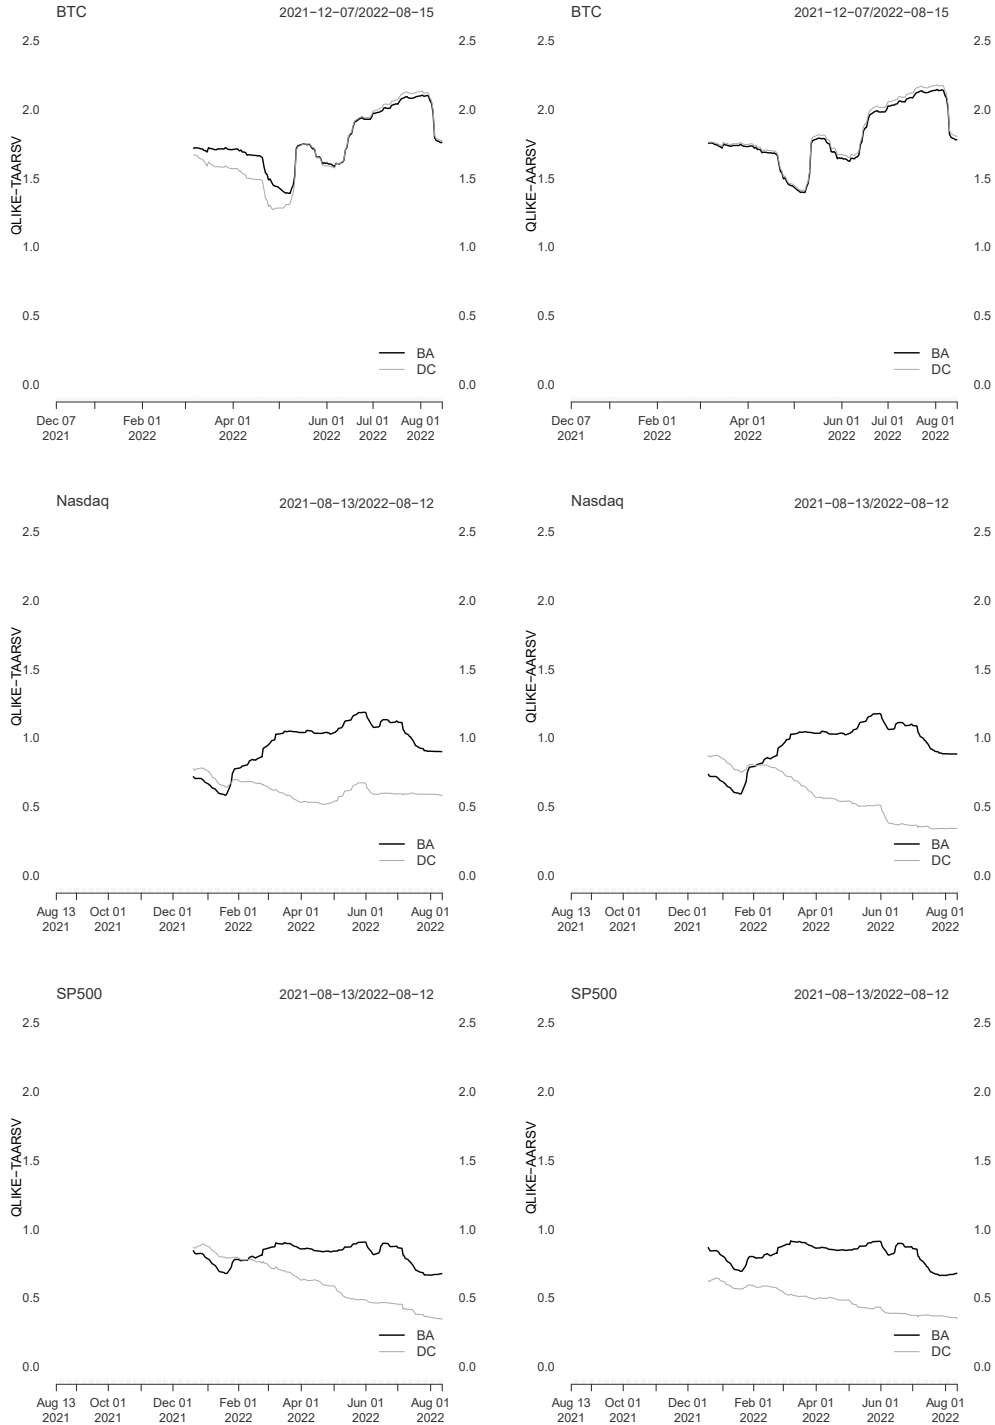 BTC 2021−12−07/2022−08−15
QLIKE−TAARSV
2.5 2.5
2.0 2.0
1.5 1.5
1.0 1.0
0.5 0.5
0.0 0.0
BA
DC
Dec 07 Feb 01 Apr 01 Jun 01 Jul 01 Aug 01
2021 2022 2022 2022 2022 2022
BTC 2021−12−07/2022−08−15
QLIKE−AARSV
2.5 2.5
2.0 2.0
1.5 1.5
1.0 1.0
0.5 0.5
0.0 0.0
BA
DC
Dec 07 Feb 01 Apr 01 Jun 01 Jul 01 Aug 01
2021 2022 2022 2022 2022 2022
Nasdaq 2021−08−13/2022−08−12
QLIKE−TAARSV
2.5 2.5
2.0 2.0
1.5 1.5
1.0 1.0
0.5 0.5
0.0 0.0
BA
DC
Aug 13 Oct 01 Dec 01 Feb 01 Apr 01 Jun 01 Aug 01
2021 2021 2021 2022 2022 2022 2022
Nasdaq 2021−08−13/2022−08−12
QLIKE−AARSV
2.5 2.5
2.0 2.0
1.5 1.5
1.0 1.0
0.5 0.5
0.0 0.0
BA
DC
Aug 13 Oct 01 Dec 01 Feb 01 Apr 01 Jun 01 Aug 01
2021 2021 2021 2022 2022 2022 2022
SP500 2021−08−13/2022−08−12
QLIKE−TAARSV
2.5 2.5
2.0 2.0
1.5 1.5
1.0 1.0
0.5 0.5
0.0 0.0
BA
DC
Aug 13 Oct 01 Dec 01 Feb 01 Apr 01 Jun 01 Aug 01
2021 2021 2021 2022 2022 2022 2022
SP500 2021−08−13/2022−08−12
QLIKE−AARSV
2.5 2.5
2.0 2.0
1.5 1.5
1.0 1.0
0.5 0.5
0.0 0.0
BA
DC
Aug 13 Oct 01 Dec 01 Feb 01 Apr 01 Jun 01 Aug 01
2021 2021 2021 2022 2022 2022 2022